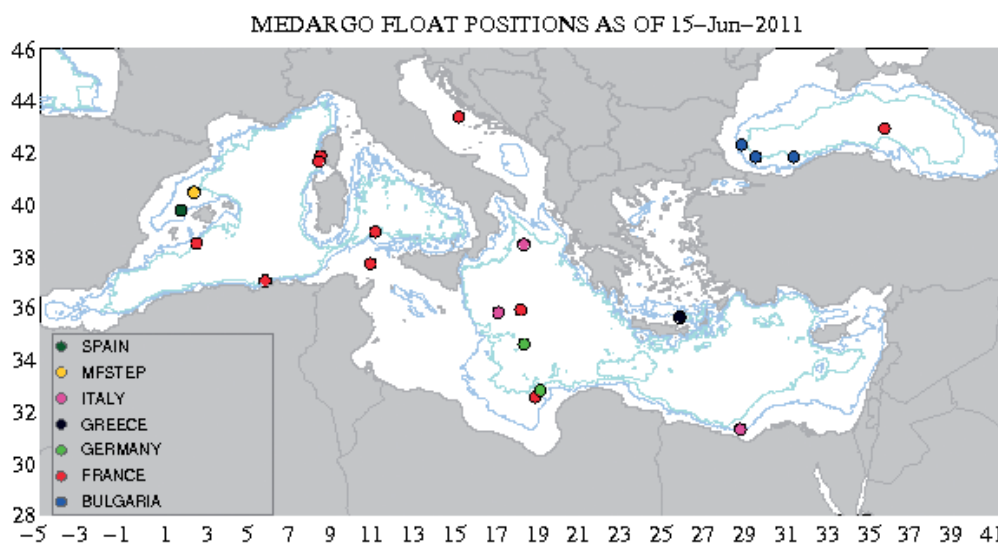 MEDARGO FLOAT POSITIONS AS OF 15-Jun-2011
46
44
42
40
38
36
34
32
30
28
SPAIN
MFSTEP
ITALY
GREECE
GERMANY
FRANCE
BULGARIA
-5 -3 -1 1 3 5 7 9 11 13 15 17 19 21 23 25 27 29 31 33 35 37 39 41